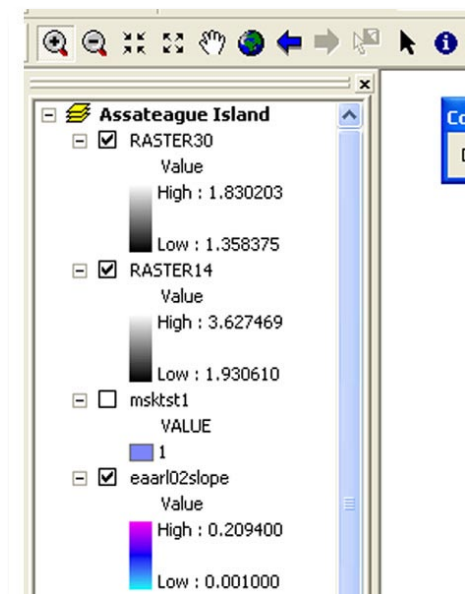 Assateague Island
RASTER30
Value
High : 1.830203
Low : 1.358375
RASTER14
Value
High : 3.627469
Low : 1.930610
msktst1
VALUE
1
eaarl02slope
Value
High : 0.209400
Low : 0.001000